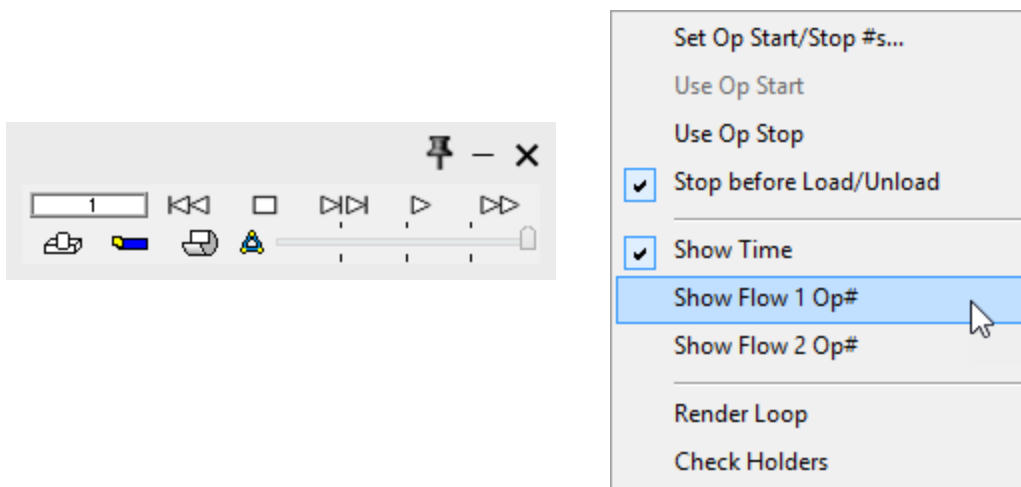 1
Set Op Start/Stop #s...
Use Op Start
Use Op Stop
Stop before Load/Unload
Show Time
Show Flow 1 Op#
Show Flow 2 Op#
Render Loop
Check Holders